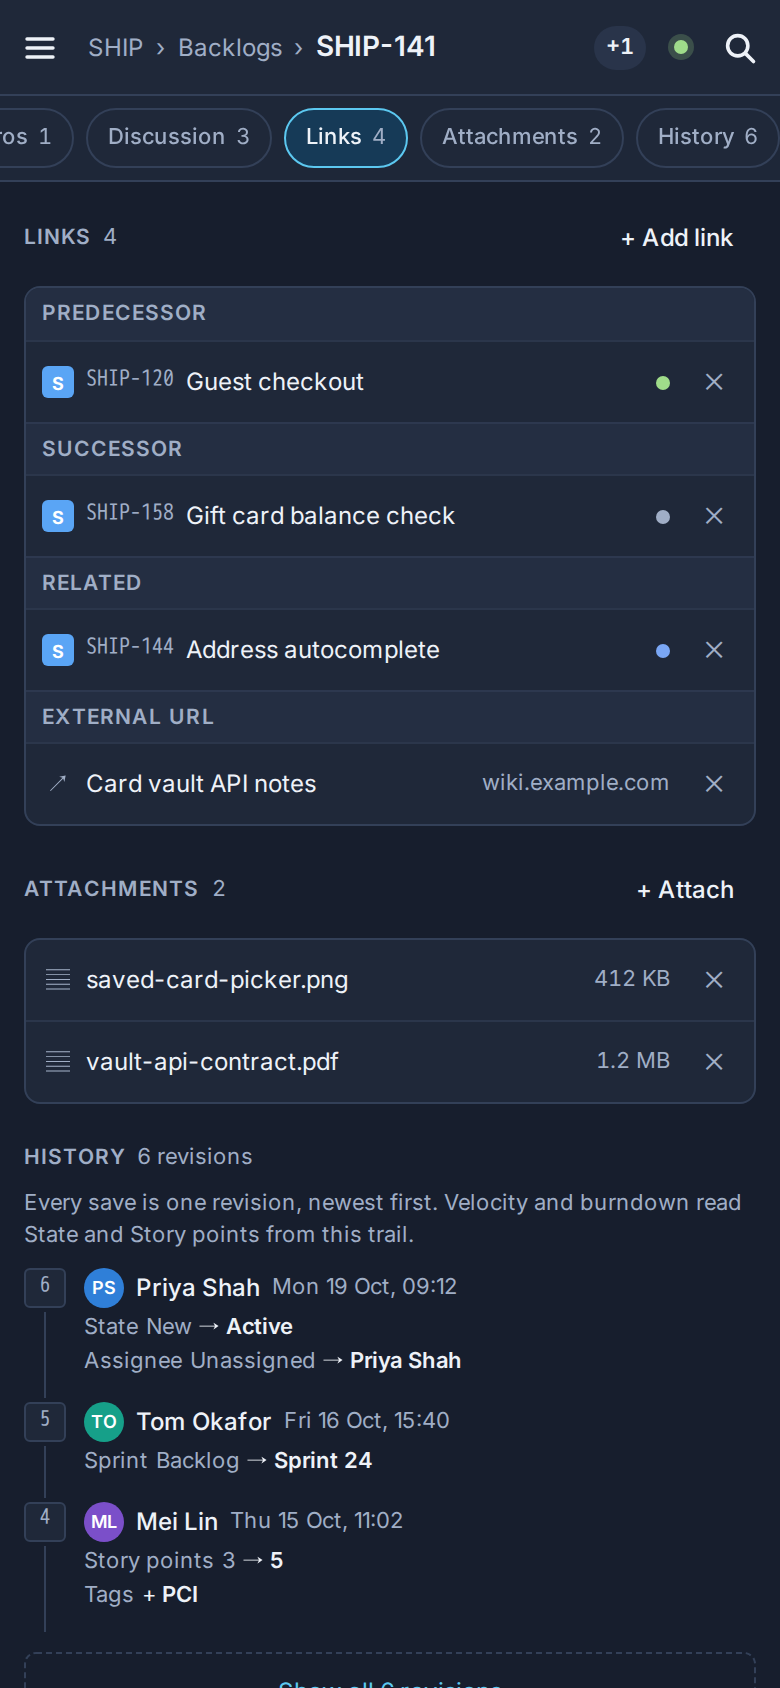 SHIP › Backlogs › SHIP-141 +1
ros 1 Discussion 3 Links 4 Attachments 2 History 6
LINKS 4 + Add link
PREDECESSOR
S SHIP-120 Guest checkout ×
SUCCESSOR
S SHIP-158 Gift card balance check ×
RELATED
S SHIP-144 Address autocomplete ×
EXTERNAL URL
↗ Card vault API notes wiki.example.com ×
ATTACHMENTS 2 + Attach
saved-card-picker.png 412 KB ×
vault-api-contract.pdf 1.2 MB ×
HISTORY 6 revisions
Every save is one revision, newest first. Velocity and burndown read
State and Story points from this trail.
6 PS Priya Shah Mon 19 Oct, 09:12
State New → Active
Assignee Unassigned → Priya Shah
5 TO Tom Okafor Fri 16 Oct, 15:40
Sprint Backlog → Sprint 24
4 ML Mei Lin Thu 15 Oct, 11:02
Story points 3 → 5
Tags + PCI
Show all 6 revisions